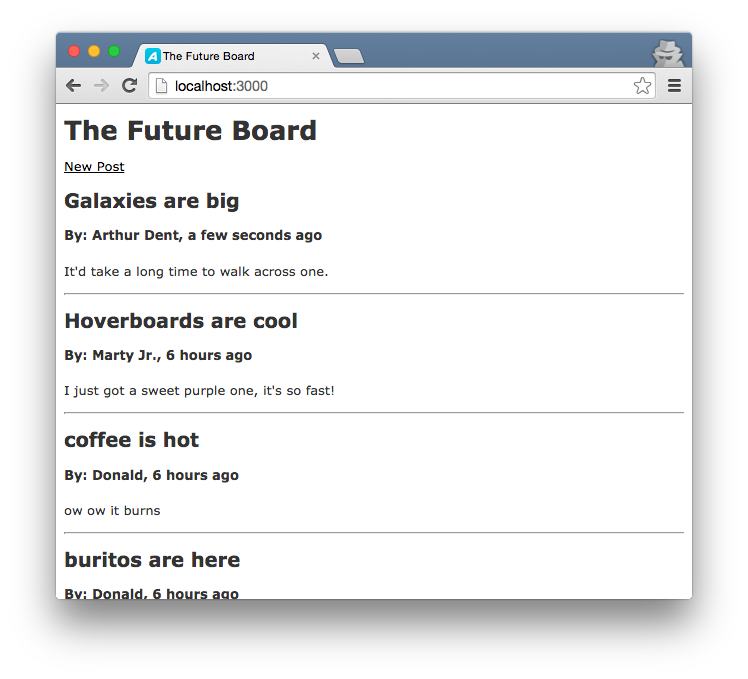 The Future Board
localhost:3000
The Future Board
New Post
Galaxies are big
By: Arthur Dent, a few seconds ago
It'd take a long time to walk across one.
Hoverboards are cool
By: Marty Jr., 6 hours ago
I just got a sweet purple one, it's so fast!
coffee is hot
By: Donald, 6 hours ago
ow ow it burns
buritos are here
By: Donald, 6 hours ago